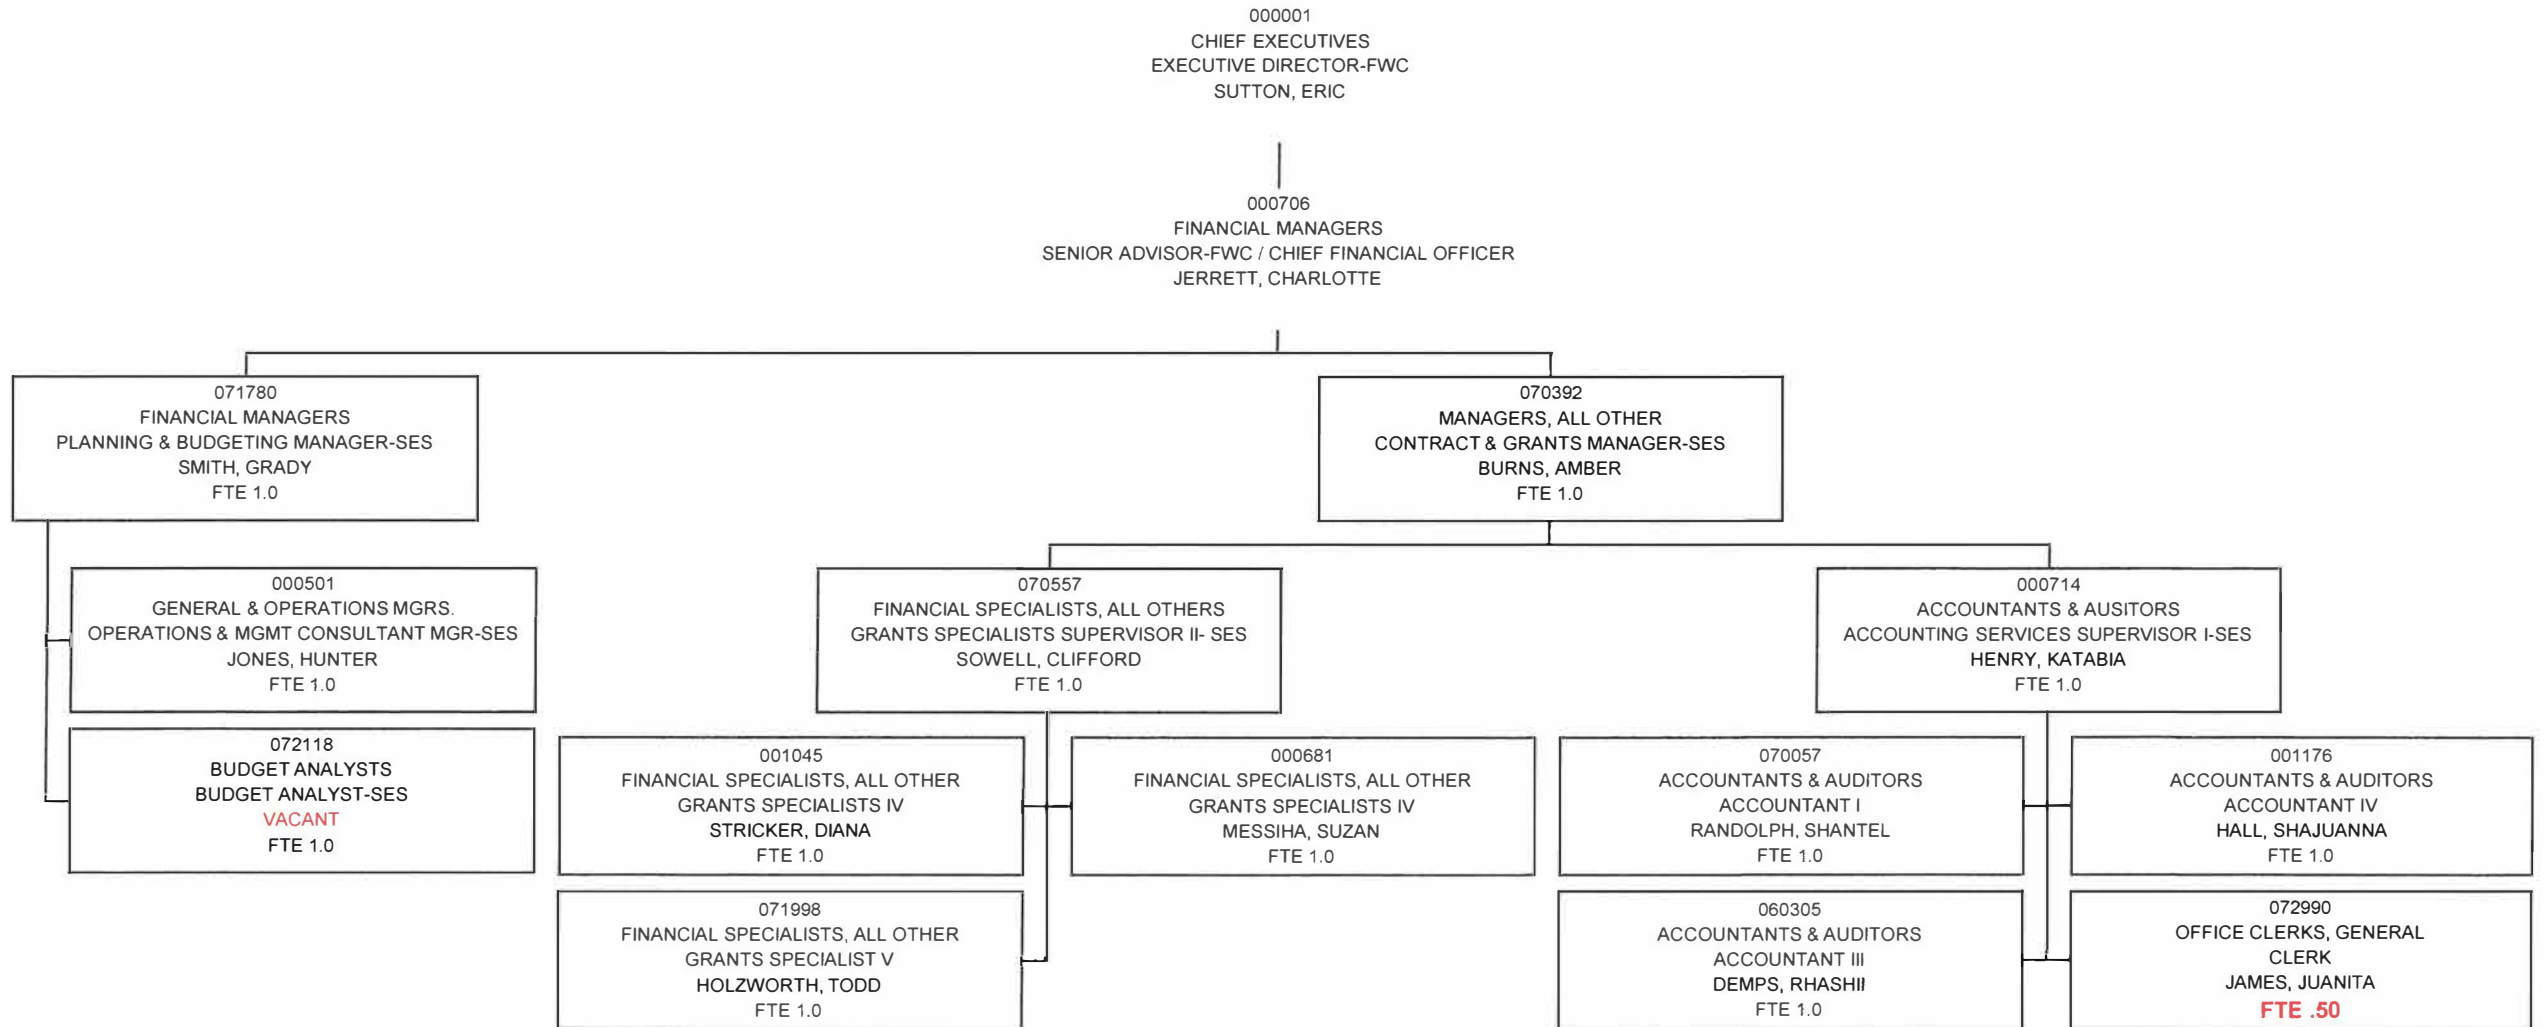 000001
CHIEF EXECUTIVES
EXECUTIVE DIRECTOR-FWC
SUTTON, ERIC
000706
FINANCIAL MANAGERS
SENIOR ADVISOR-FWC / CHIEF FINANCIAL OFFICER
JERRETT, CHARLOTTE
071780
FINANCIAL MANAGERS
PLANNING & BUDGETING MANAGER-SES
SMITH, GRADY
FTE 1.0
070392
MANAGERS, ALL OTHER
CONTRACT & GRANTS MANAGER-SES
BURNS, AMBER
FTE 1.0
000501
GENERAL & OPERATIONS MGRS.
OPERATIONS & MGMT CONSULTANT MGR-SES
JONES, HUNTER
FTE 1.0
070557
FINANCIAL SPECIALISTS, ALL OTHERS
GRANTS SPECIALISTS SUPERVISOR II- SES
SOWELL, CLIFFORD
FTE 1.0
000714
ACCOUNTANTS & AUSITORS
ACCOUNTING SERVICES SUPERVISOR I-SES
HENRY, KATABIA
FTE 1.0
072118
BUDGET ANALYSTS
BUDGET ANALYST-SES
VACANT
FTE 1.0
001045
FINANCIAL SPECIALISTS, ALL OTHER
GRANTS SPECIALISTS IV
STRICKER, DIANA
FTE 1.0
000681
FINANCIAL SPECIALISTS, ALL OTHER
GRANTS SPECIALISTS IV
MESSIHA, SUZAN
FTE 1.0
070057
ACCOUNTANTS & AUDITORS
ACCOUNTANT I
RANDOLPH, SHANTEL
FTE 1.0
001176
ACCOUNTANTS & AUDITORS
ACCOUNTANT IV
HALL, SHAJUANNA
FTE 1.0
071998
FINANCIAL SPECIALISTS, ALL OTHER
GRANTS SPECIALIST V
HOLZWORTH, TODD
FTE 1.0
060305
ACCOUNTANTS & AUDITORS
ACCOUNTANT III
DEMPS, RHASHII
FTE 1.0
072990
OFFICE CLERKS, GENERAL
CLERK
JAMES, JUANITA
FTE .50